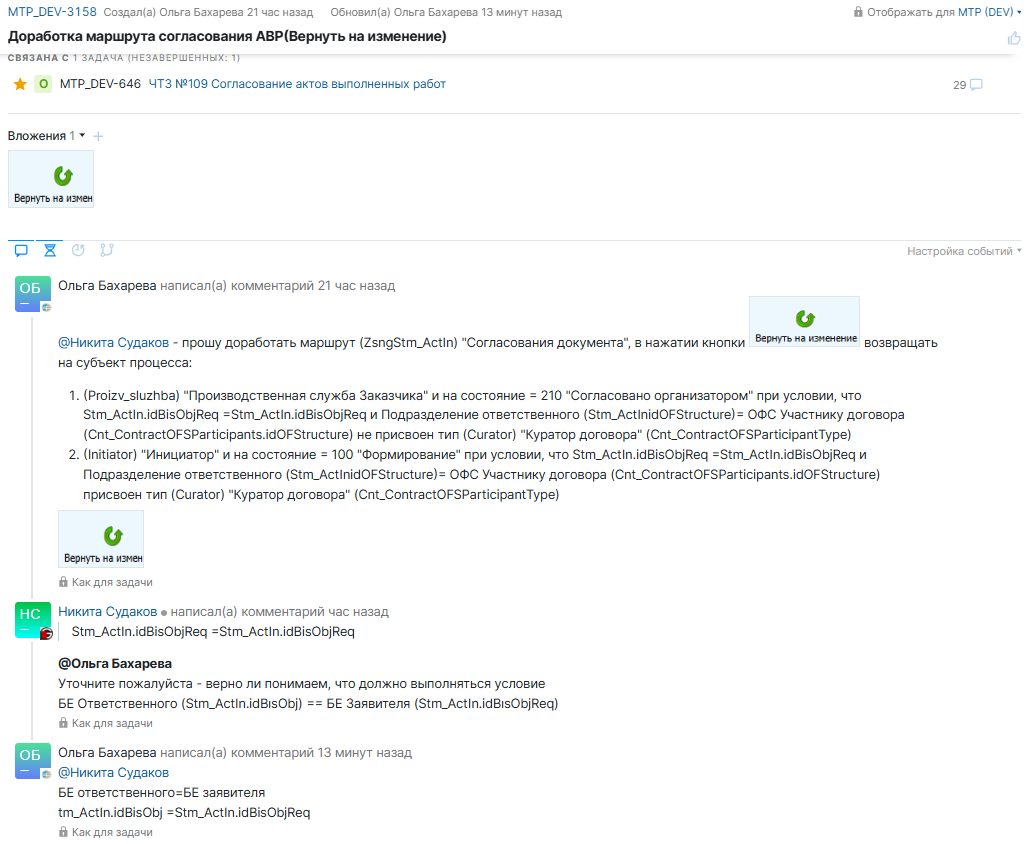 MTP_DEV-3158 Создал(а) Ольга Бахарева 21 час назад Обновил(а) Ольга Бахарева 13 минут назад Отображать для MTP (DEV)
Доработка маршрута согласования АВР(Вернуть на изменение)
СВЯЗАНА С 1 ЗАДАЧА (НЕЗАВЕРШЕННЫХ: 1)
О MTP_DEV-646 ЧТЗ №109 Согласование актов выполненных работ 29
Вложения 1
Вернуть на измен
Настройка событий
ОБ
Ольга Бахарева написал(а) комментарий 21 час назад
@Никита Судаков - прошу доработать маршрут (ZsngStm_ActIn) "Согласования документа", в нажатии кнопки Вернуть на изменение возвращать
на субъект процесса:
1. (Proizv_sluzhba) "Производственная служба Заказчика" и на состояние = 210 "Согласовано организатором" при условии, что
Stm_ActIn.idBisObjReq =Stm_ActIn.idBisObjReq и Подразделение ответственного (Stm_ActInidOFStructure)= ОФС Участнику договора
(Cnt_ContractOFSParticipants.idOFStructure) не присвоен тип (Curator) "Куратор договора" (Cnt_ContractOFSParticipantType)
2. (Initiator) "Инициатор" и на состояние = 100 "Формирование" при условии, что Stm_ActIn.idBisObjReq =Stm_ActIn.idBisObjReq и
Подразделение ответственного (Stm_ActInidOFStructure)= ОФС Участнику договора (Cnt_ContractOFSParticipants.idOFStructure)
присвоен тип (Curator) "Куратор договора" (Cnt_ContractOFSParticipantType)
Вернуть на измен
Как для задачи
НС
Никита Судаков написал(а) комментарий час назад
Stm_ActIn.idBisObjReq =Stm_ActIn.idBisObjReq
@Ольга Бахарева
Уточните пожалуйста - верно ли понимаем, что должно выполняться условие
БЕ Ответственного (Stm_ActIn.idBisObj) == БЕ Заявителя (Stm_ActIn.idBisObjReq)
Как для задачи
ОБ
Ольга Бахарева написал(а) комментарий 13 минут назад
@Никита Судаков
БЕ ответственного=БЕ заявителя
tm_ActIn.idBisObj =Stm_ActIn.idBisObjReq
Как для задачи